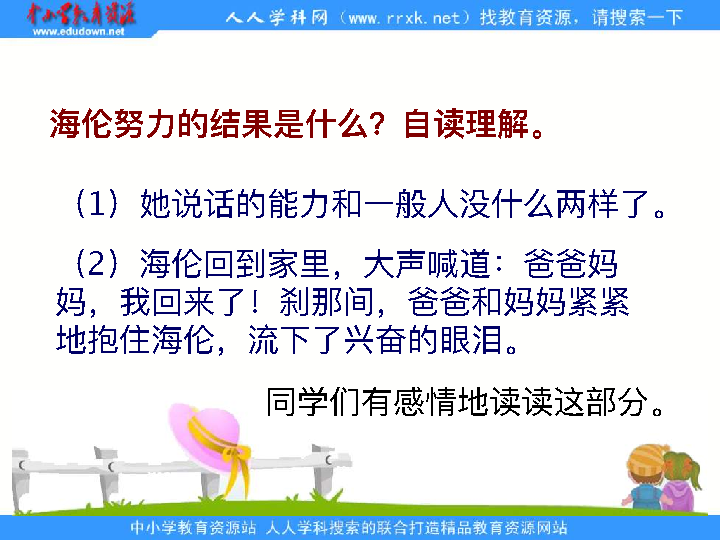 中小学教育资源
www.edudown.net
人人学科网（www.rrxk.net）找教育资源，请搜索一下
海伦努力的结果是什么？自读理解。
（1）她说话的能力和一般人没什么两样了。
（2）海伦回到家里，大声喊道：爸爸妈
妈，我回来了！刹那间，爸爸和妈妈紧紧
地抱住海伦，流下了兴奋的眼泪。
同学们有感情地读读这部分。
中小学教育资源站 人人学科搜索的联合打造精品教育资源网站